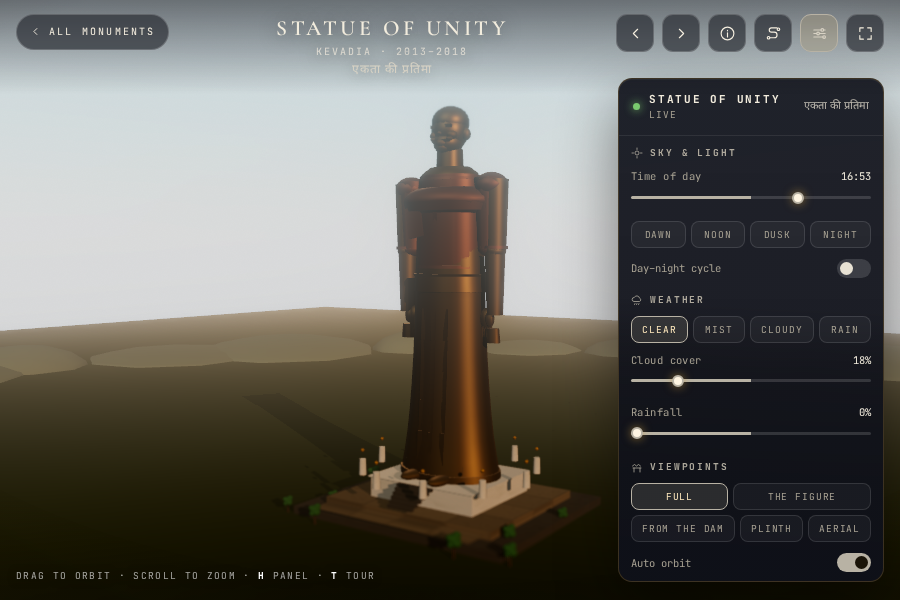 ALL MONUMENTS
STATUE OF UNITY
KEVADIA · 2013–2018
एकता की प्रतिमा
STATUE OF UNITY
LIVE
एकता की प्रतिमा
SKY & LIGHT
Time of day 16:53
DAWN NOON DUSK NIGHT
Day–night cycle
WEATHER
CLEAR MIST CLOUDY RAIN
Cloud cover 18%
Rainfall 0%
VIEWPOINTS
FULL THE FIGURE
FROM THE DAM PLINTH AERIAL
Auto orbit
DRAG TO ORBIT · SCROLL TO ZOOM · H PANEL · T TOUR